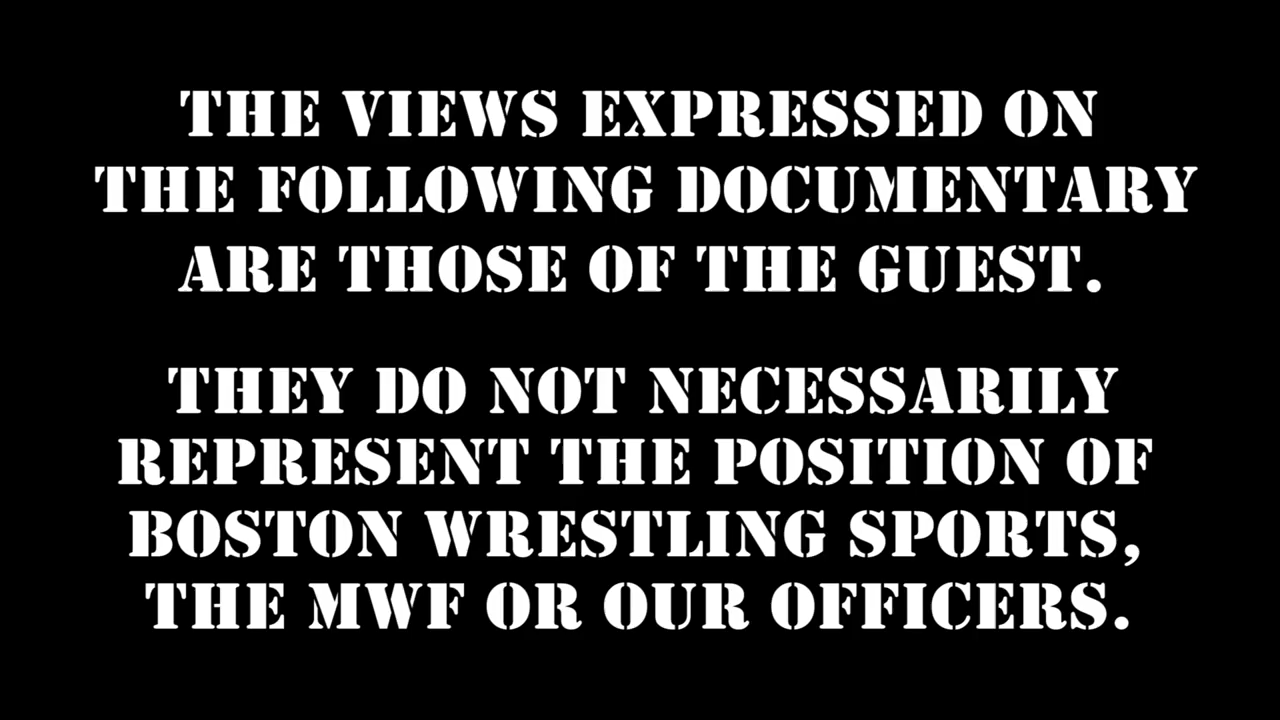 THE VIEWS EXPRESSED ON
THE FOLLOWING DOCUMENTARY
ARE THOSE OF THE GUEST.
THEY DO NOT NECESSARILY
REPRESENT THE POSITION OF
BOSTON WRESTLING SPORTS,
THE MWF OR OUR OFFICERS.